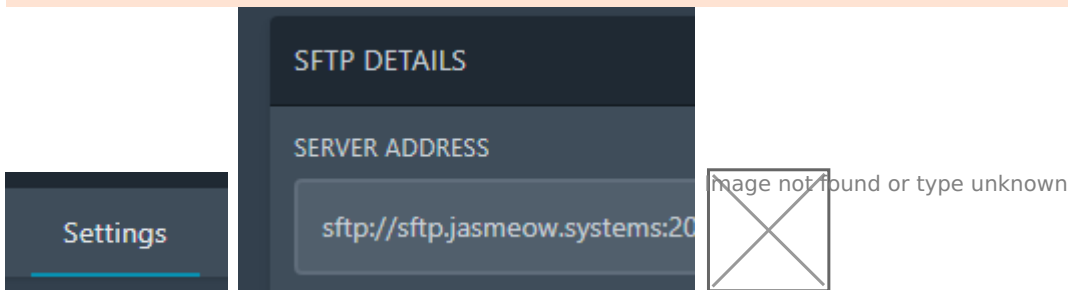 SFTP DETAILS
SERVER ADDRESS
Image not found or type unknown
Settings
sftp://sftp.jasmeow.systems:20